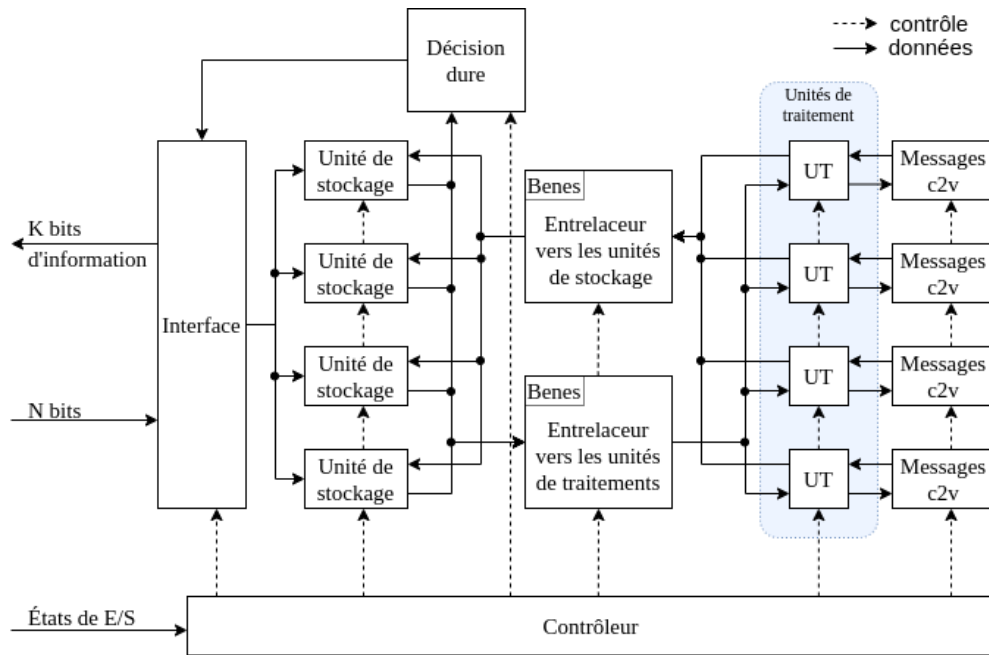 contrôle
données
Décision
dure
Unités de
traitement
Unité de
stockage
UT
Messages
c2v
Benes
Entrelaceur
vers les unités
de stockage
K bits
d'information
Unité de
stockage
UT
Messages
c2v
Interface
Unité de
stockage
UT
Messages
c2v
Benes
Entrelaceur
vers les unités
de traitements
N bits
Unité de
stockage
UT
Messages
c2v
États de E/S
Contrôleur